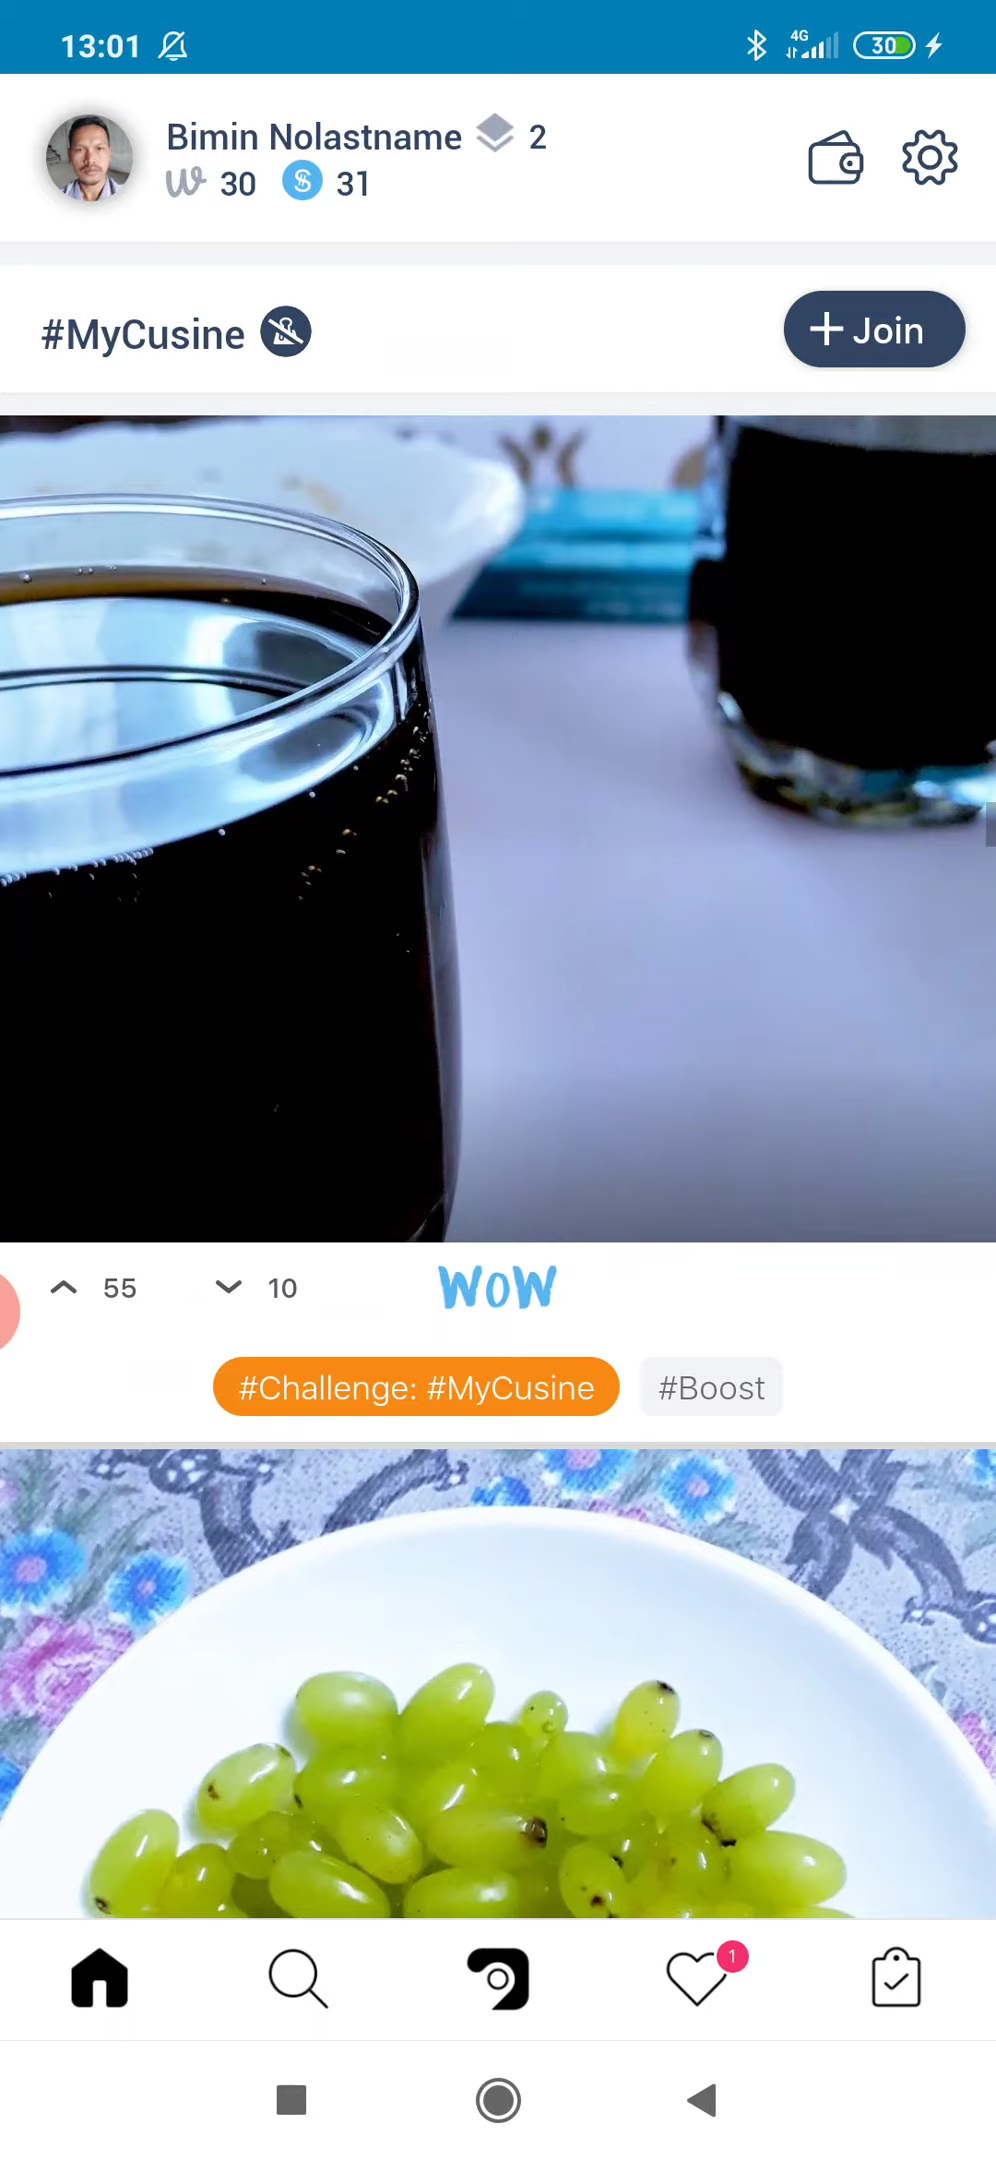 13:01 4G 30
Bimin Nolastname 2
W 30 S 31
#MyCusine + Join
55 10 WOW
#Challenge: #MyCusine #Boost
1